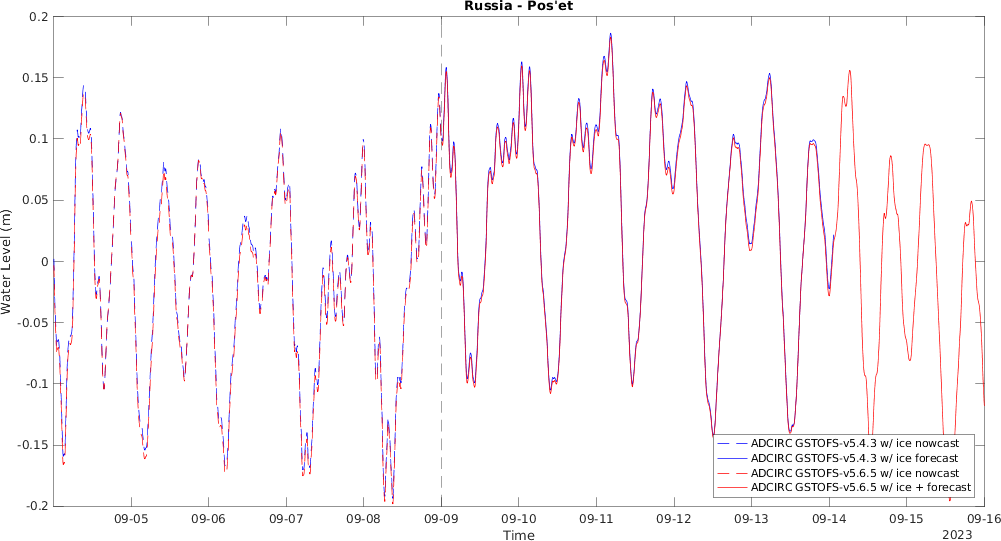 Russia - Pos'et
0.2
0.15
0.1
0.05
0
-0.05
-0.1
-0.15
-0.2
Water Level (m)
ADCIRC GSTOFS-v5.4.3 w/ ice nowcast
ADCIRC GSTOFS-v5.4.3 w/ ice forecast
ADCIRC GSTOFS-v5.6.5 w/ ice nowcast
ADCIRC GSTOFS-v5.6.5 w/ ice + forecast
09-05 09-06 09-07 09-08 09-09 09-10 09-11 09-12 09-13 09-14 09-15 09-16
Time
2023